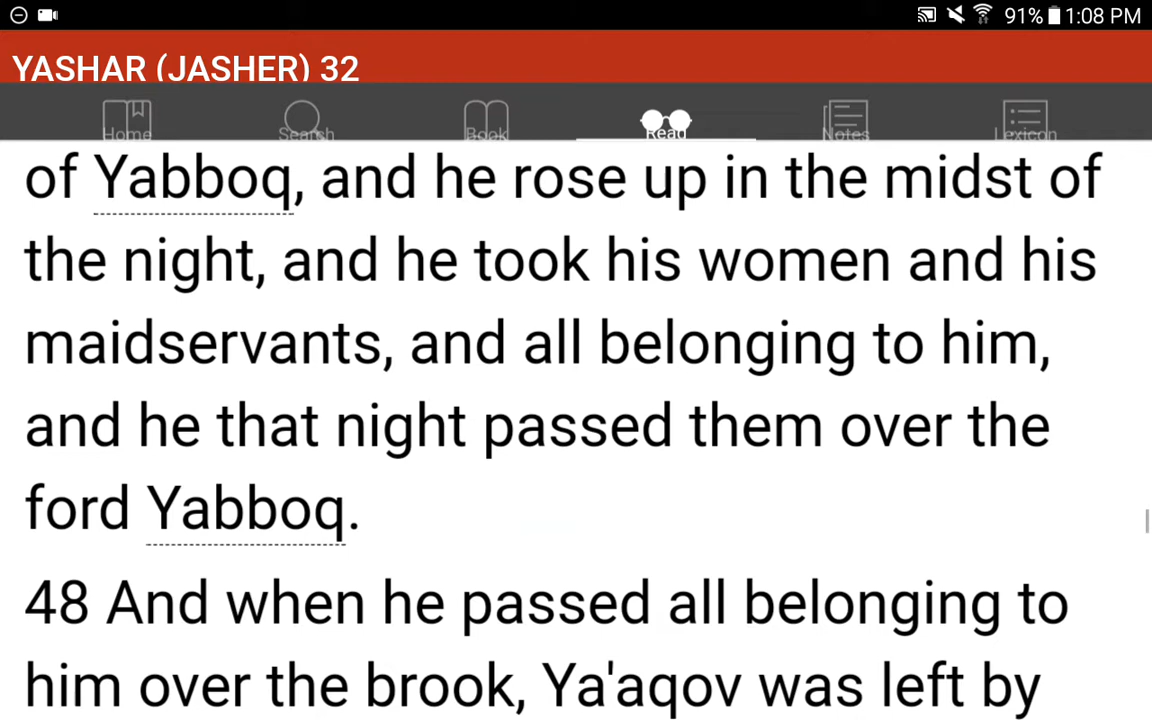 91% 1:08 PM
YASHAR (JASHER) 32
Home Search Book Read Notes Lexicon
of Yabboq, and he rose up in the midst of
the night, and he took his women and his
maidservants, and all belonging to him,
and he that night passed them over the
ford Yabboq.
48 And when he passed all belonging to
him over the brook, Ya'aqov was left by